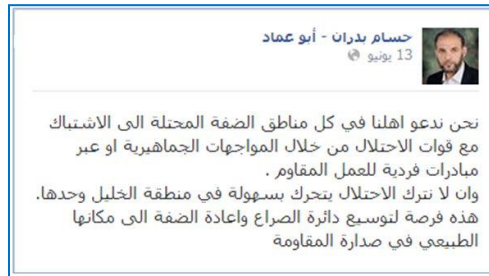 حسام بدران - أبو عماد
13 يونيو
نحن ندعو اهلنا في كل مناطق الضفة المحتلة الى الاشتباك
مع قوات الاحتلال من خلال المواجهات الجماهيرية او عبر
مبادرات فردية للعمل المقاوم .
وان لا نترك الاحتلال يتحرك بسهولة في منطقة الخليل وحدها.
هذه فرصة لتوسيع دائرة الصراع واعادة الضفة الى مكانها
الطبيعي في صدارة المقاومة